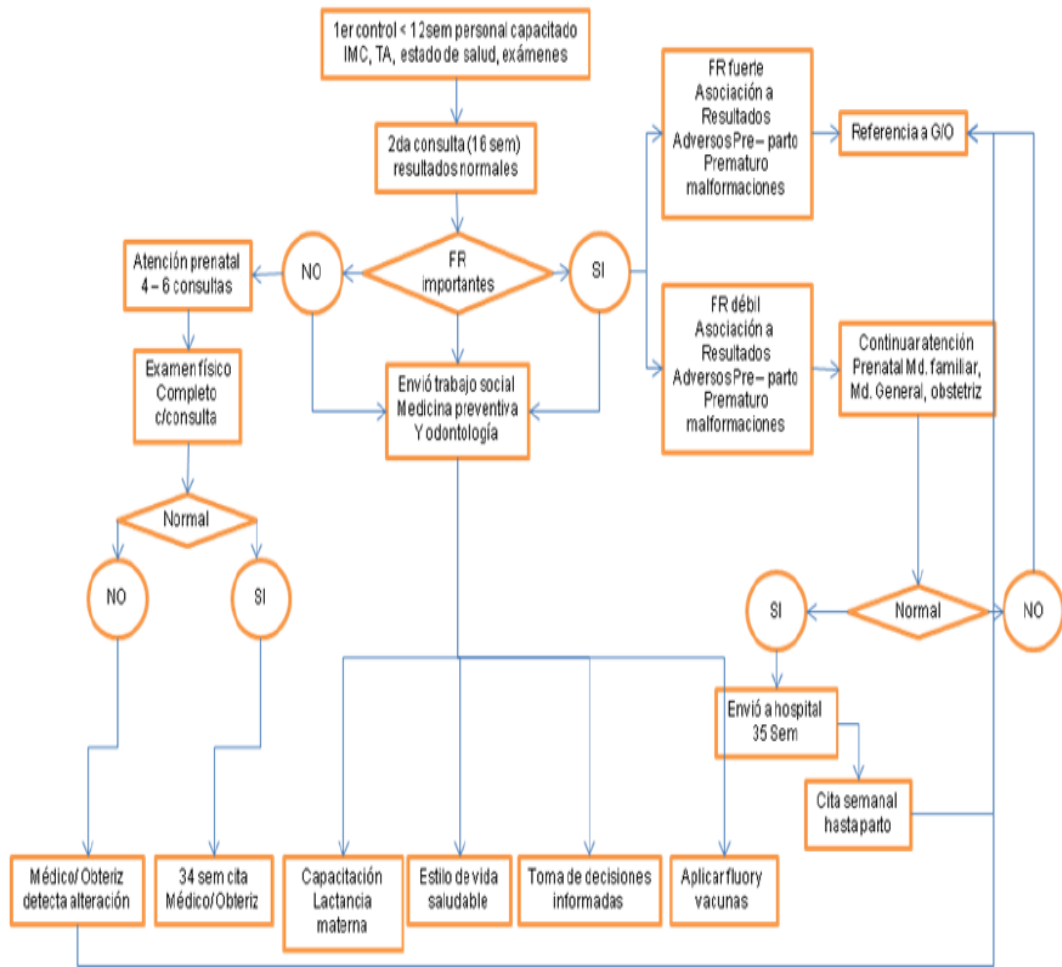 1er control < 12sem personal capacitado
IMC, TA, estado de salud, exámenes
2da consulta (16 sem)
resultados normales
FR
importantes
NO
SI
Atención prenatal
4 – 6 consultas
Examen físico
Completo
c/consulta
Normal
NO
SI
Médico/ Obteriz
detecta alteración
34 sem cita
Médico/ Obteriz
Envió trabajo social
Medicina preventiva
Y odontología
Capacitación
Lactancia
materna
Estilo de vida
saludable
Toma de decisiones
informadas
Aplicar fluor y
vacunas
FR fuerte
Asociación a
Resultados
Adversos Pre – parto
Prematuro
malformaciones
Referencia a G/O
FR débil
Asociación a
Resultados
Adversos Pre – parto
Prematuro
malformaciones
Continuar atención
Prenatal Md. familiar,
Md. General, obstetriz
Normal
SI
NO
Envió a hospital
35 Sem
Cita semanal
hasta parto